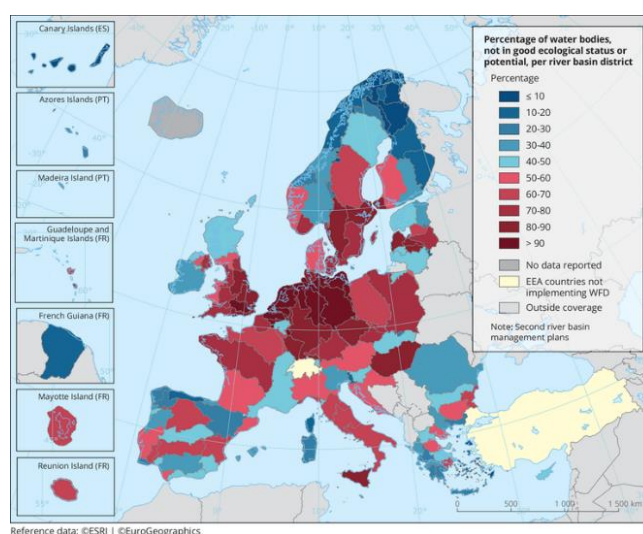 Canary Islands (ES)
Azores Islands (PT)
Madeira Island (PT)
Guadeloupe and
Martinique Islands (FR)
French Guiana (FR)
Mayotte Island (FR)
Reunion Island (FR)
Percentage of water bodies,
not in good ecological status or
potential, per river basin district
Percentage
≤ 10
10-20
20-30
30-40
40-50
50-60
60-70
70-80
80-90
> 90
No data reported
EEA countries not
implementing WFD
Outside coverage
Note: Second river basin
management plans
0 500 1 000 1 500 km
Reference data: ©ESRI | ©EuroGeographics